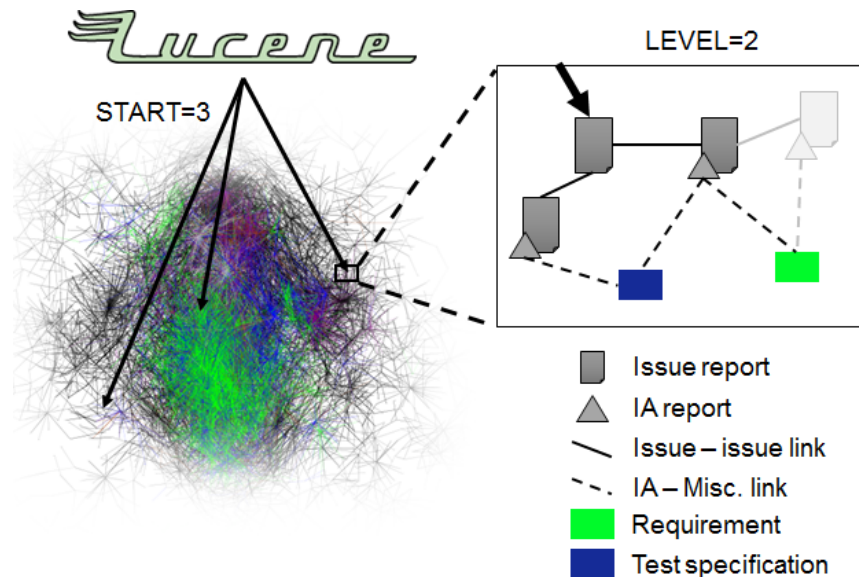 Lucene
LEVEL=2
START=3
Issue report
IA report
Issue – issue link
IA – Misc. link
Requirement
Test specification